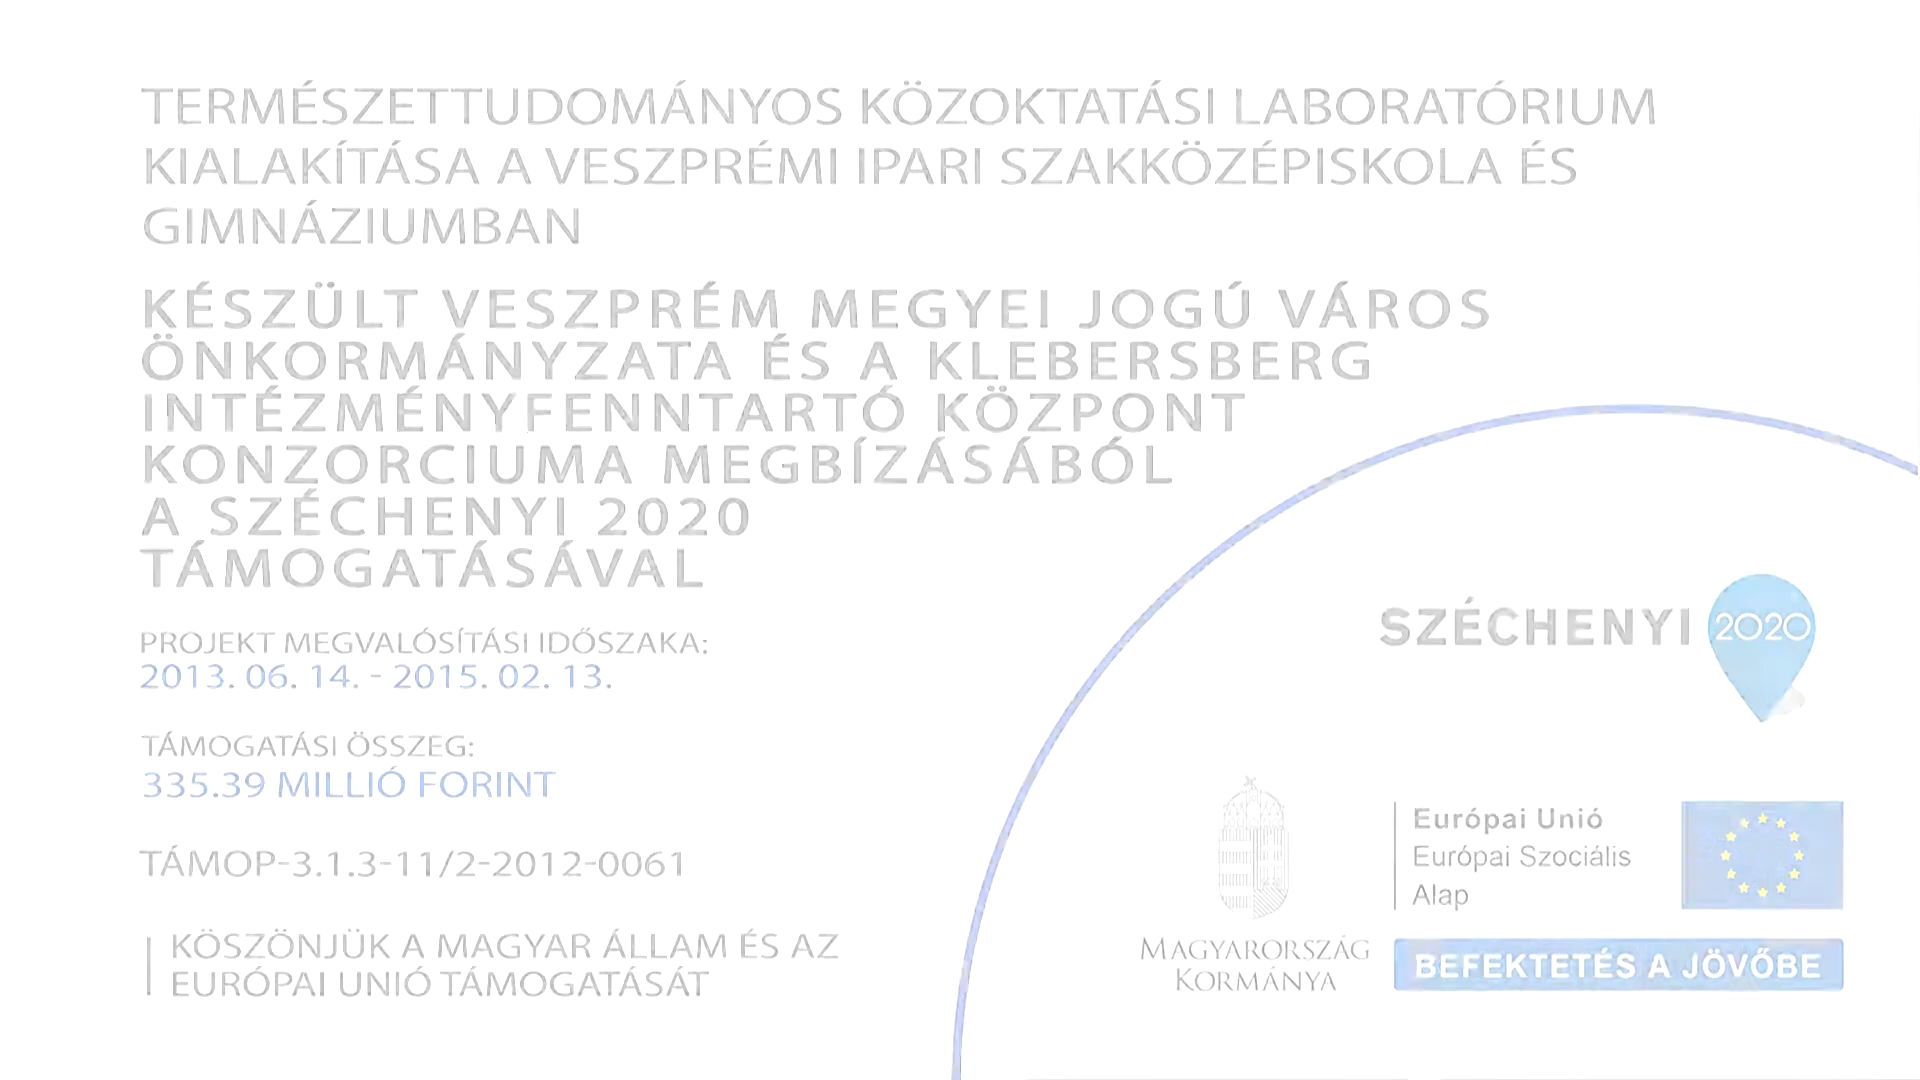 TERMÉSZETTUDOMÁNYOS KÖZOKTATÁSI LABORATÓRIUM
KIALAKÍTÁSA A VESZPRÉMI IPARI SZAKKÖZÉPISKOLA ÉS
GIMNÁZIUMBAN
KÉSZÜLT VESZPRÉM MEGYEI JOGÚ VÁROS
ÖNKORMÁNYZATA ÉS A KLEBERSBERG
INTÉZMÉNYFENNTARTÓ KÖZPONT
KONZORCIUMA MEGBÍZÁSÁBÓL
A SZÉCHENYI 2020
TÁMOGATÁSÁVAL
PROJEKT MEGVALÓSÍTÁSI IDŐSZAKA:
2013. 06. 14. - 2015. 02. 13.
TÁMOGATÁSI ÖSSZEG:
335.39 MILLIÓ FORINT
TÁMOP-3.1.3-11/2-2012-0061
KÖSZÖNJÜK A MAGYAR ÁLLAM ÉS AZ
EURÓPAI UNIÓ TÁMOGATÁSÁT
SZÉCHENYI 2020
MAGYARORSZÁG
KORMÁNYA
Európai Unió
Európai Szociális
Alap
BEFEKTETÉS A JÖVŐBE